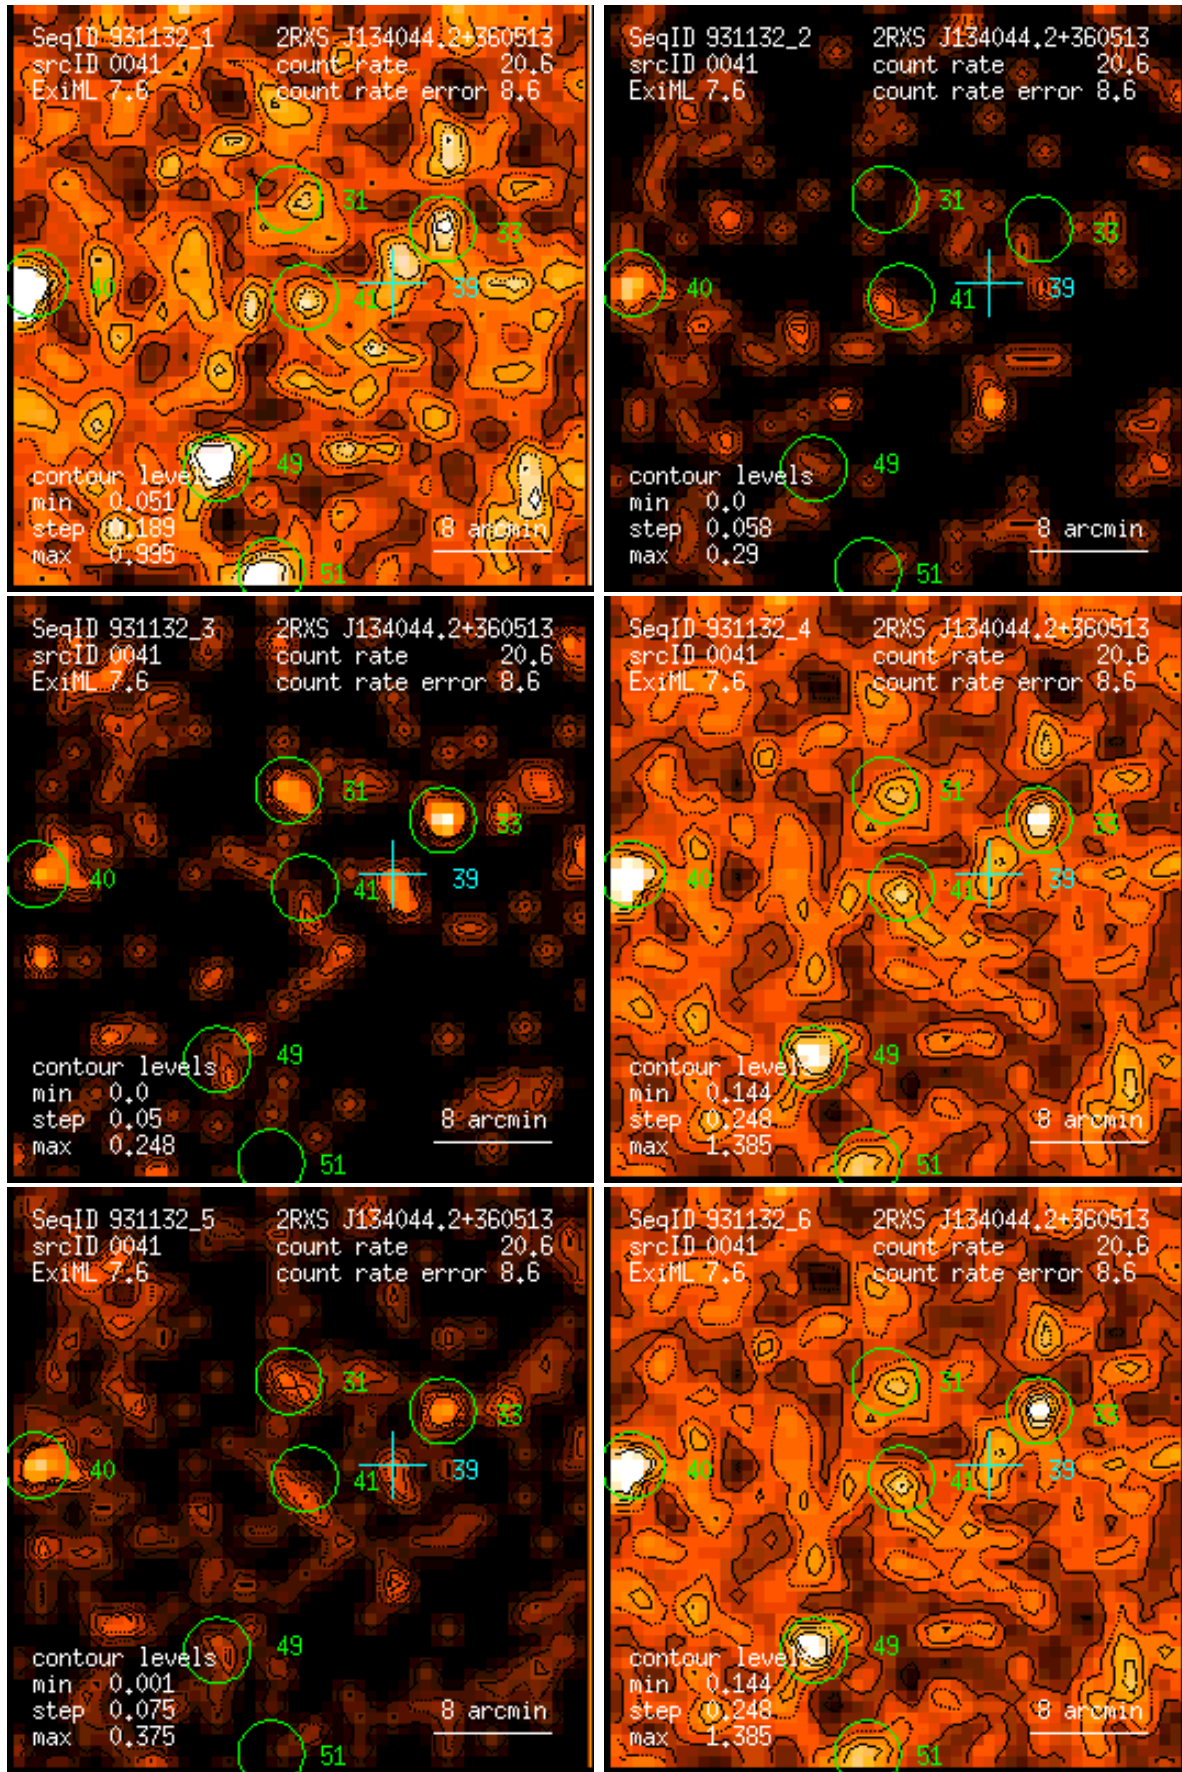 SeqID 931132_1 2RXS J134044.2+360513
srcID 0041 count rate 20.6
ExiML 7.6 count rate error 8.6
31
33
40 41 39
49
contour levels
min 0.051
step 0.189 8 arcmin
max 0.995
51
SeqID 931132_2 2RXS J134044.2+360513
srcID 0041 count rate 20.6
ExiML 7.6 count rate error 8.6
31
33
40 41 39
49
contour levels
min 0.0
step 0.058 8 arcmin
max 0.29
51
SeqID 931132_3 2RXS J134044.2+360513
srcID 0041 count rate 20.6
ExiML 7.6 count rate error 8.6
31
33
40 41 39
49
contour levels
min 0.0
step 0.05 8 arcmin
max 0.248
51
SeqID 931132_4 2RXS J134044.2+360513
srcID 0041 count rate 20.6
ExiML 7.6 count rate error 8.6
31
33
40 41 39
49
contour levels
min 0.144
step 0.248 8 arcmin
max 1.385
51
SeqID 931132_5 2RXS J134044.2+360513
srcID 0041 count rate 20.6
ExiML 7.6 count rate error 8.6
31
33
40 41 39
49
contour levels
min 0.001
step 0.075 8 arcmin
max 0.375
51
SeqID 931132_6 2RXS J134044.2+360513
srcID 0041 count rate 20.6
ExiML 7.6 count rate error 8.6
31
33
40 41 39
49
contour levels
min 0.144
step 0.248 8 arcmin
max 1.385
51